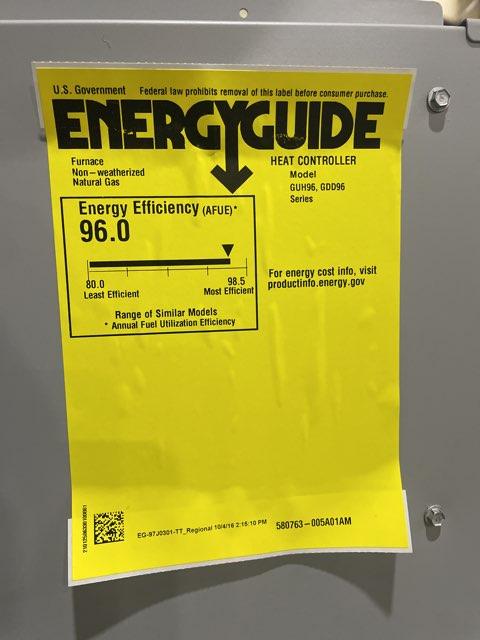 U.S. Government Federal law prohibits removal of this label before consumer purchase.
ENERGYGUIDE
Furnace
Non-weatherized
Natural Gas
HEAT CONTROLLER
Model
GUH96, GDD96
Series
Energy Efficiency (AFUE)*
96.0
80.0
98.5
Least Efficient
Most Efficient
Range of Similar Models
* Annual Fuel Utilization Efficiency
For energy cost info, visit
productinfo.energy.gov
EG-97J0301-TT_Regional 10/4/16 2:15:10 PM
580763-005A01AM